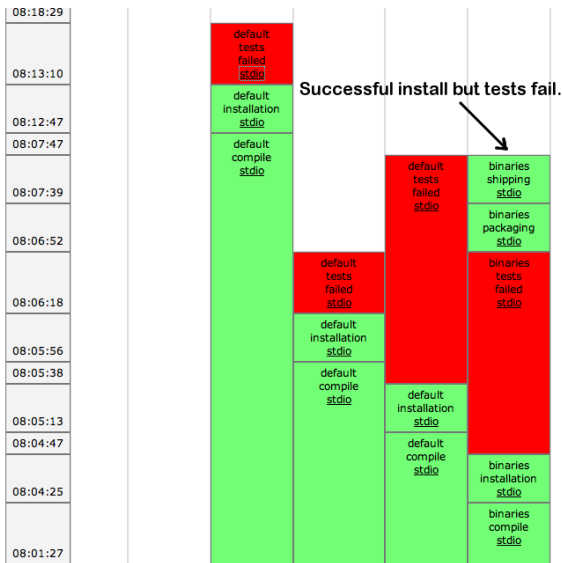 08:18:29
default
tests
failed
stdio
08:13:10
Successful install but tests fail.
default
installation
stdio
08:12:47
08:07:47
default
compile
stdio
default
tests
failed
stdio
binaries
shipping
stdio
08:07:39
binaries
packaging
stdio
08:06:52
default
tests
failed
stdio
binaries
tests
failed
stdio
08:06:18
default
installation
stdio
08:05:56
08:05:38
default
compile
stdio
default
installation
stdio
08:05:13
08:04:47
default
compile
stdio
binaries
installation
stdio
08:04:25
binaries
compile
stdio
08:01:27